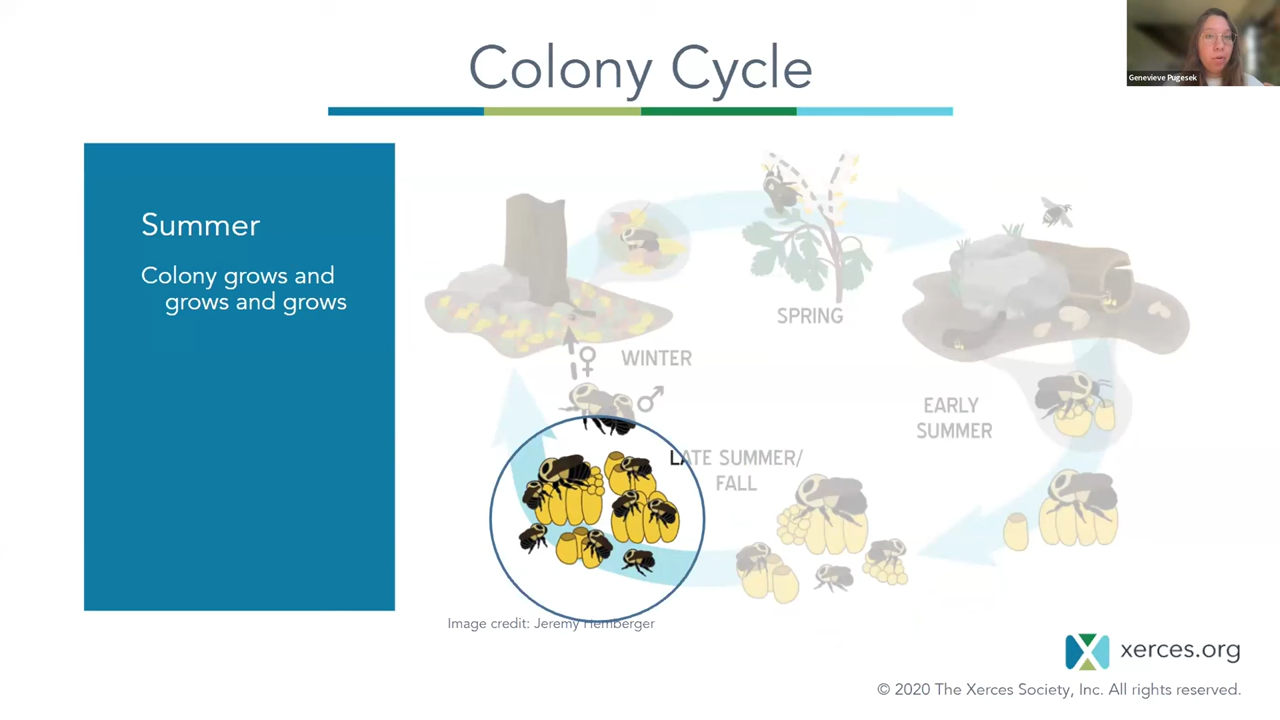 Colony Cycle
Genevieve Pugesek
Summer
Colony grows and
grows and grows
SPRING
WINTER
EARLY
SUMMER
LATE SUMMER/
FALL
Image credit: Jeremy Hemberger
xerces.org
© 2020 The Xerces Society, Inc. All rights reserved.